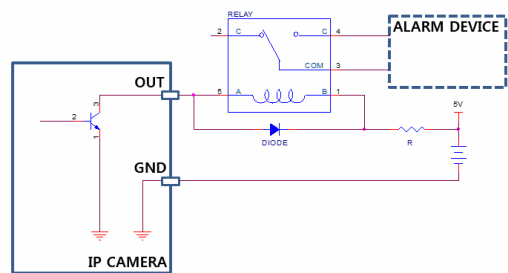 RELAY
2 C C 4
COM 3
ALARM DEVICE
OUT
5 A B 1
3
2
1
DIODE
R
5V
GND
IP CAMERA